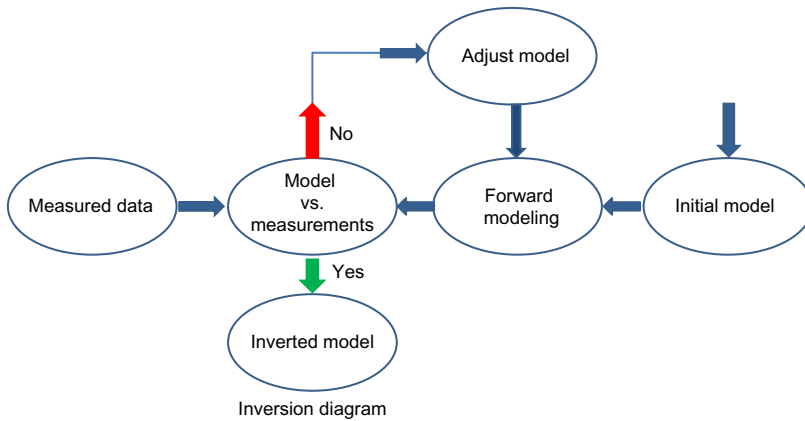 Adjust model
No
Measured data
Model
vs.
measurements
Forward
modeling
Initial model
Yes
Inverted model
Inversion diagram